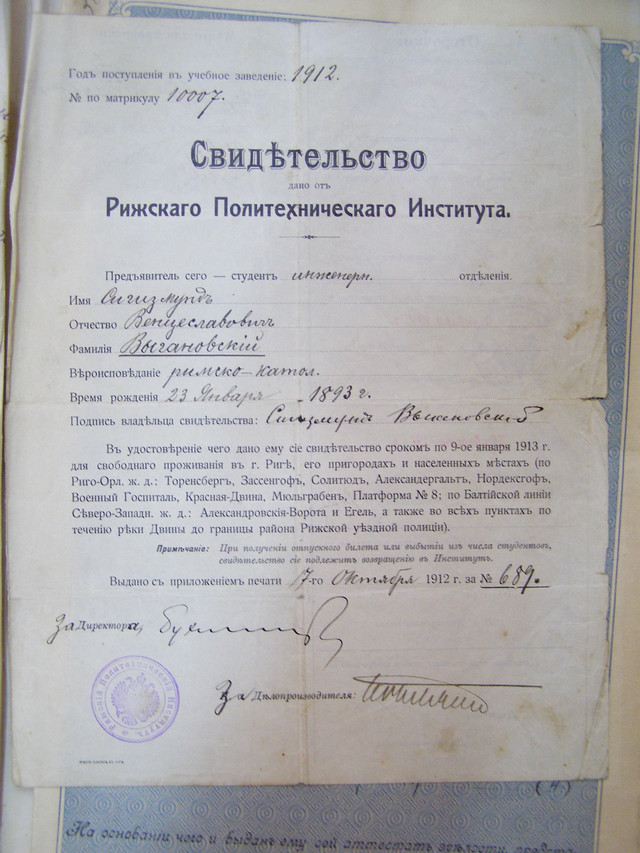 Годъ поступленія въ учебное заведеніе: 1912.
№ по матрикулу 10007.
Свидѣтельство
дано отъ
Рижскаго Политехническаго Института.
Предъявитель сего — студентъ инженерн. отдѣленія.
Имя Сигизмундъ
Отчество Венцеславовичъ
Фамилія Выгановскій
Вѣроисповѣданіе римско-катол.
Время рожденія 23 Января 1893 г.
Подпись владѣльца свидѣтельства: Сигизмундъ Выгановскій
Въ удостовѣреніе чего дано ему сіе свидѣтельство срокомъ по 9-ое января 1913 г.
для свободнаго проживанія въ г. Ригѣ, его пригородахъ и населенныхъ мѣстахъ (по
Риго-Орл. ж. д.: Торенсбергъ, Зассенгофъ, Солитюдъ, Александергальтъ, Нордексгофъ,
Военный Госпиталь, Красная-Двина, Мюльграбенъ, Платформа № 8; по Балтійской линіи
Сѣверо-Западн. ж. д.: Александровскія-Ворота и Егель, а также во всѣхъ пунктахъ по
теченію рѣки Двины до границы района Рижской уѣздной полиціи).
Примѣчаніе: При полученіи отпускного билета или выбытіи изъ числа студентовъ,
свидѣтельство сіе подлежитъ возвращенію въ Институтъ.
Выдано съ приложеніемъ печати 17-го Октября 1912 г. за № 689.
За Директора,
За Дѣлопроизводителя:
Рижскій Политехническій Институтъ
На основаніи чего и выданъ ему сей аттестатъ зрѣлости,